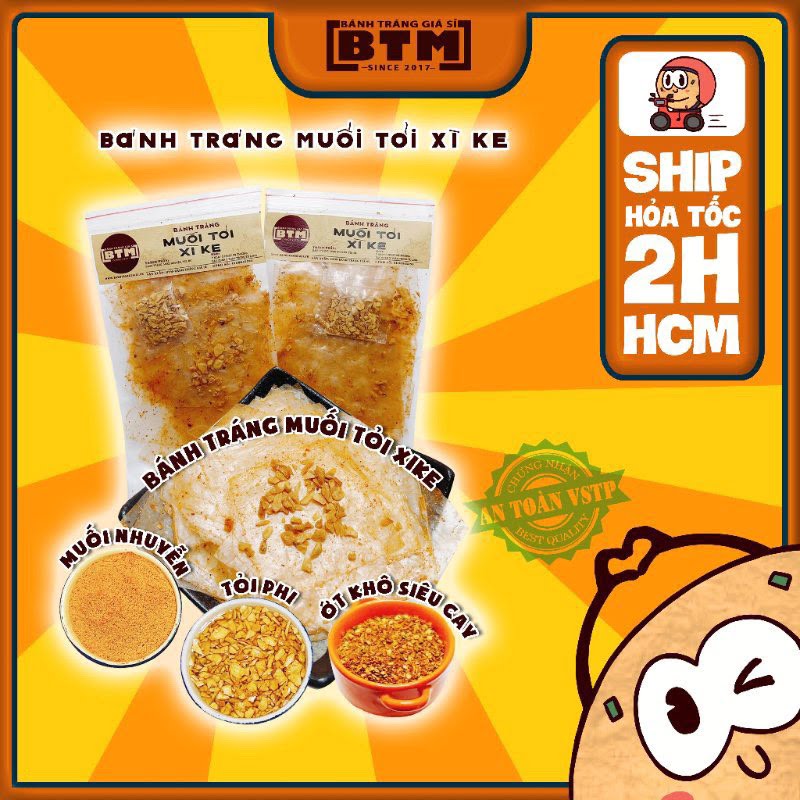 BÁNH TRÁNG GIÁ SỈ
BTM
SINCE 2017
BÁNH TRÁNG MUỐI TỎI XÌ KE
SHIP
HỎA TỐC
2H
HCM
BÁNH TRÁNG
MUỐI TỎI
XÌ KE
BTM
BÁNH TRÁNG
MUỐI TỎI
XÌ KE
BTM
BÁNH TRÁNG MUỐI TỎI XIKE
CHỨNG NHẬN
AN TOÀN VSTP
BEST QUALITY
MUỐI NHUYỄN
TỎI PHI
ỚT KHÔ SIÊU CAY